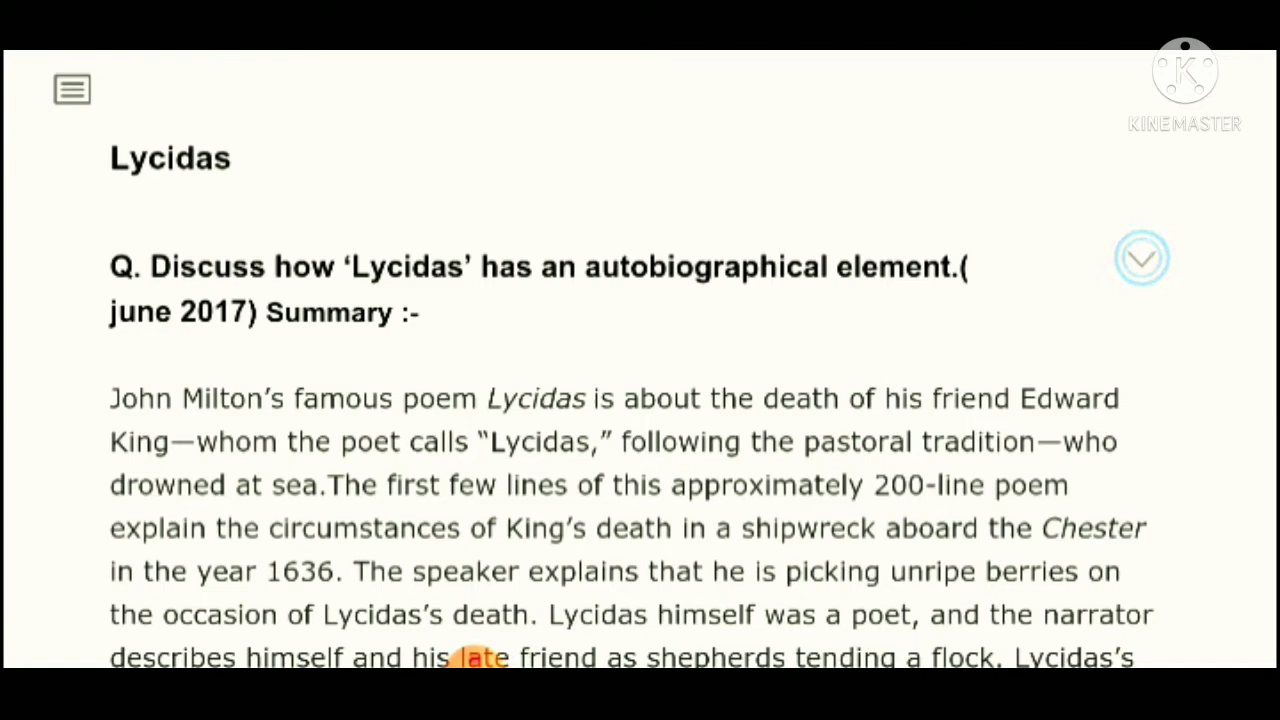 KINEMASTER
Lycidas
Q. Discuss how ‘Lycidas’ has an autobiographical element.(
june 2017) Summary :-
John Milton’s famous poem Lycidas is about the death of his friend Edward
King—whom the poet calls “Lycidas,” following the pastoral tradition—who
drowned at sea.The first few lines of this approximately 200-line poem
explain the circumstances of King’s death in a shipwreck aboard the Chester
in the year 1636. The speaker explains that he is picking unripe berries on
the occasion of Lycidas’s death. Lycidas himself was a poet, and the narrator
describes himself and his late friend as shepherds tending a flock. Lycidas’s